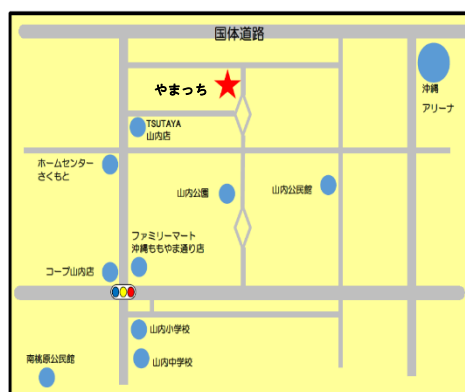 国体道路
やまっち
沖縄
アリーナ
TSUTAYA
山内店
ホームセンター
さくもと
山内公園
山内公民館
ファミリーマート
沖縄ももやま通り店
コープ山内店
山内小学校
山内中学校
南桃原公民館